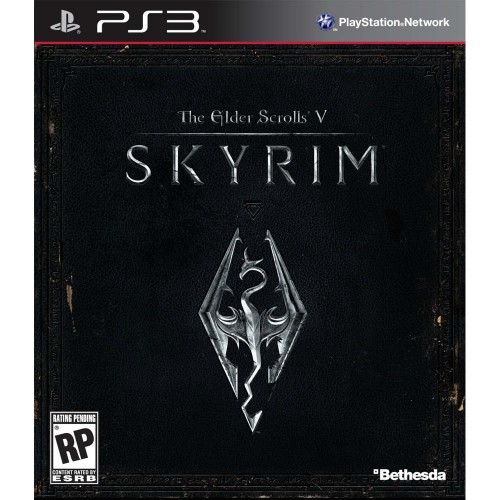 PS3
PlayStation®Network
The Elder Scrolls® V
SKYRIM
RATING PENDING
RP
CONTENT RATED BY
ESRB
Bethesda